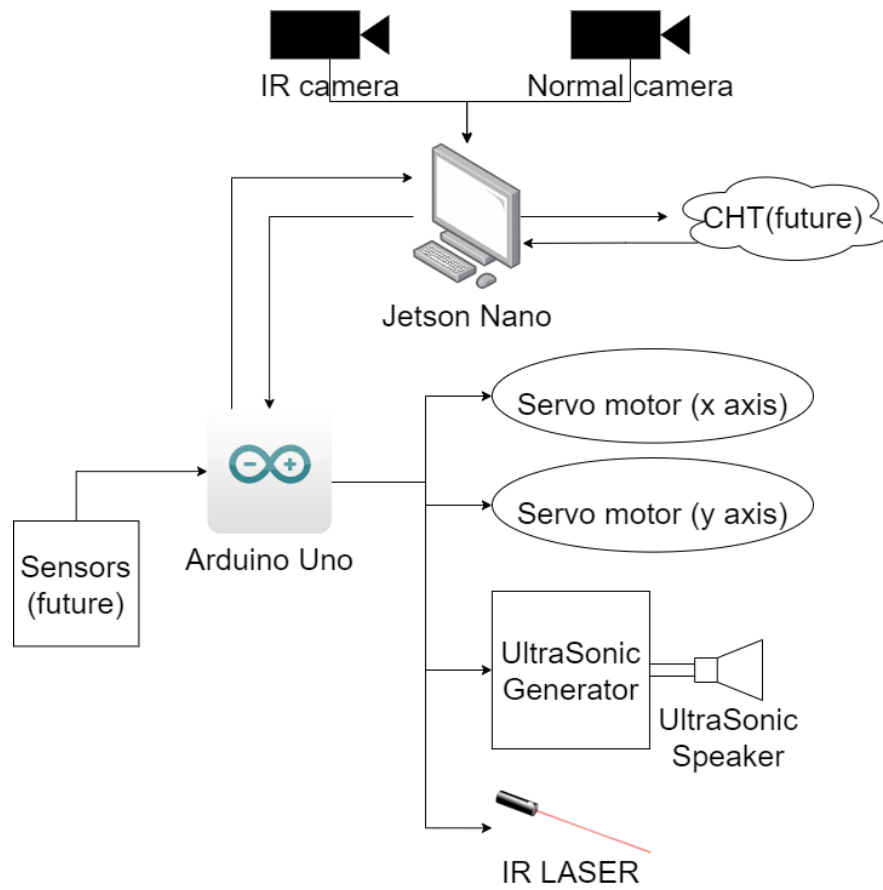 IR camera
Normal camera
CHT(future)
Jetson Nano
Servo motor (x axis)
Servo motor (y axis)
Arduino Uno
Sensors
(future)
UltraSonic
Generator
UltraSonic
Speaker
IR LASER